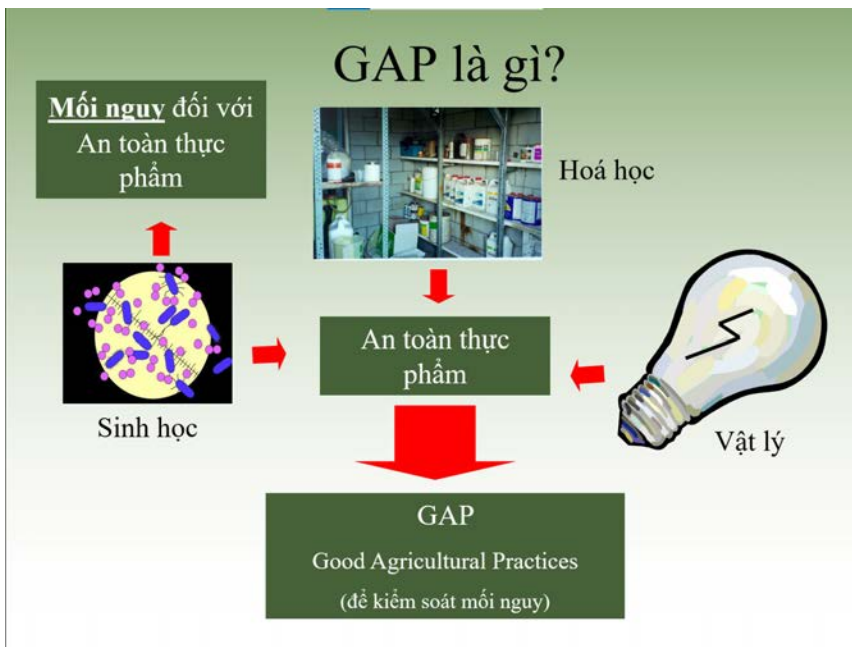 GAP là gì?
Mối nguy đối với
An toàn thực
phẩm
Hoá học
An toàn thực
phẩm
Sinh học
Vật lý
GAP
Good Agricultural Practices
(để kiểm soát mối nguy)